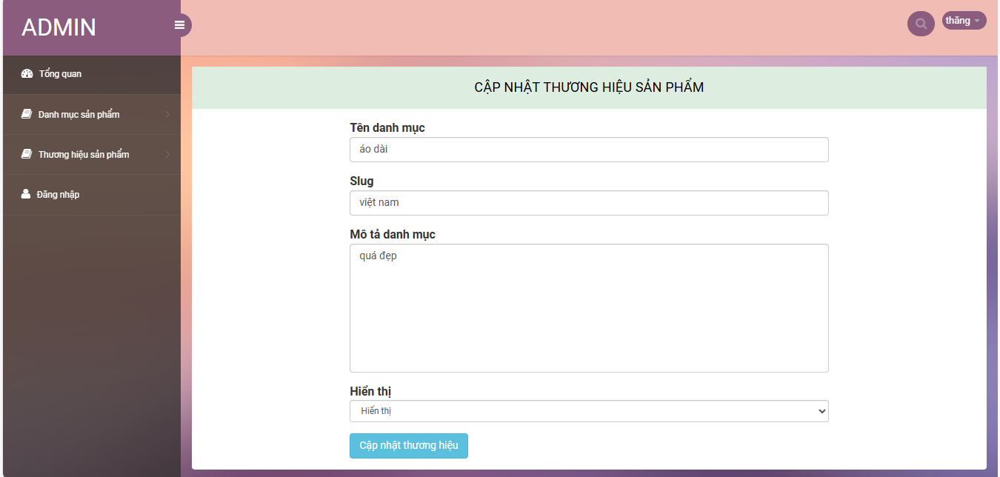 ADMIN
thăng
Tổng quan
Danh mục sản phẩm
Thương hiệu sản phẩm
Đăng nhập
CẬP NHẬT THƯƠNG HIỆU SẢN PHẨM
Tên danh mục
áo dài
Slug
việt nam
Mô tả danh mục
quá đẹp
Hiển thị
Hiển thị
Cập nhật thương hiệu